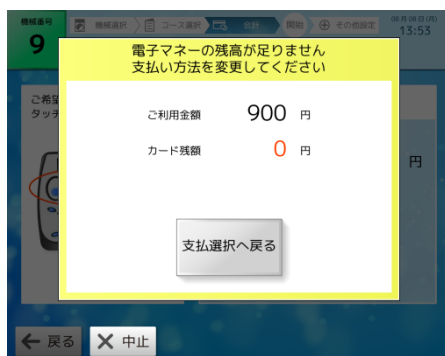 機械番号
9
機械選択
コース選択
会計
開始
その他設定
08月08日(月)
13:53
電子マネーの残高が足りません
支払い方法を変更してください
ご希望
タッチ
ご利用金額 900 円
カード残額 0 円
円
支払選択へ戻る
戻る
中止